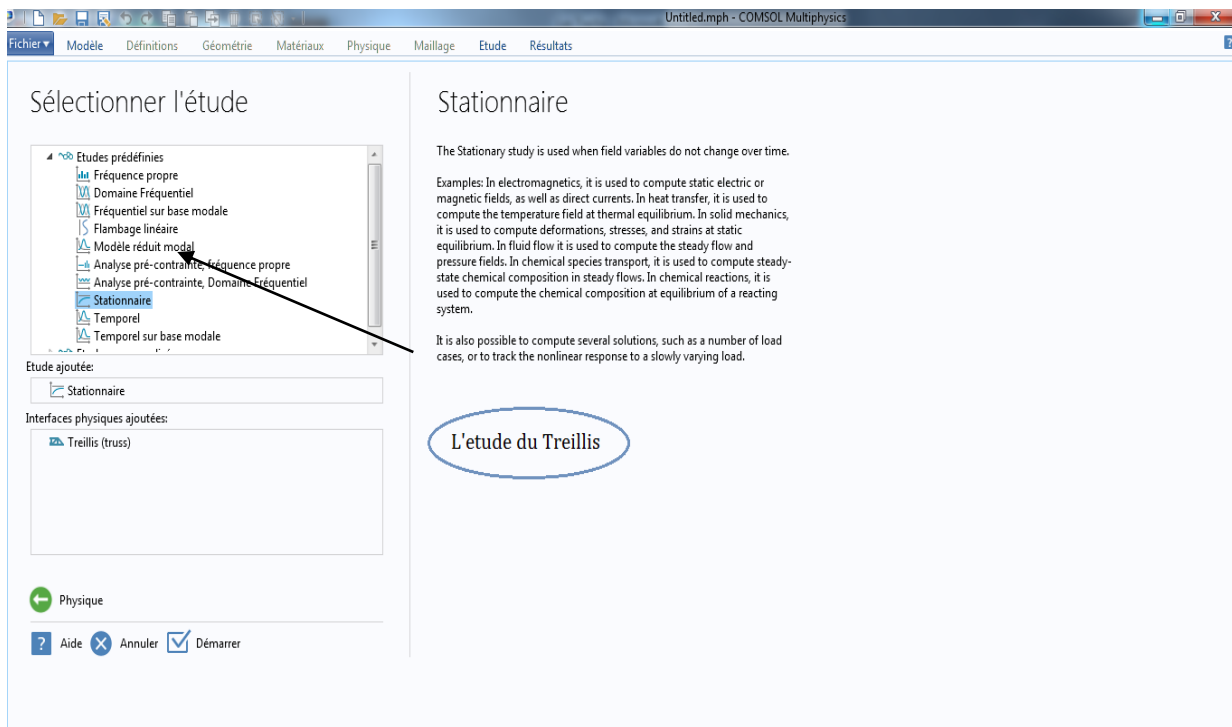 Untitled.mph - COMSOL Multiphysics
Fichier Modèle Définitions Géométrie Matériaux Physique Maillage Etude Résultats
Sélectionner l'étude
Etudes prédéfinies
Fréquence propre
Domaine Fréquentiel
Fréquentiel sur base modale
Flambage linéaire
Modèle réduit modal
Analyse pré-contrainte, fréquence propre
Analyse pré-contrainte, Domaine Fréquentiel
Stationnaire
Temporel
Temporel sur base modale
Etude ajoutée:
Stationnaire
Interfaces physiques ajoutées:
Treillis (truss)
Physique
? Aide Annuler Démarrer
Stationnaire
The Stationary study is used when field variables do not change over time.
Examples: In electromagnetics, it is used to compute static electric or
magnetic fields, as well as direct currents. In heat transfer, it is used to
compute the temperature field at thermal equilibrium. In solid mechanics,
it is used to compute deformations, stresses, and strains at static
equilibrium. In fluid flow it is used to compute the steady flow and
pressure fields. In chemical species transport, it is used to compute steady-
state chemical composition in steady flows. In chemical reactions, it is
used to compute the chemical composition at equilibrium of a reacting
system.
It is also possible to compute several solutions, such as a number of load
cases, or to track the nonlinear response to a slowly varying load.
L'etude du Treillis